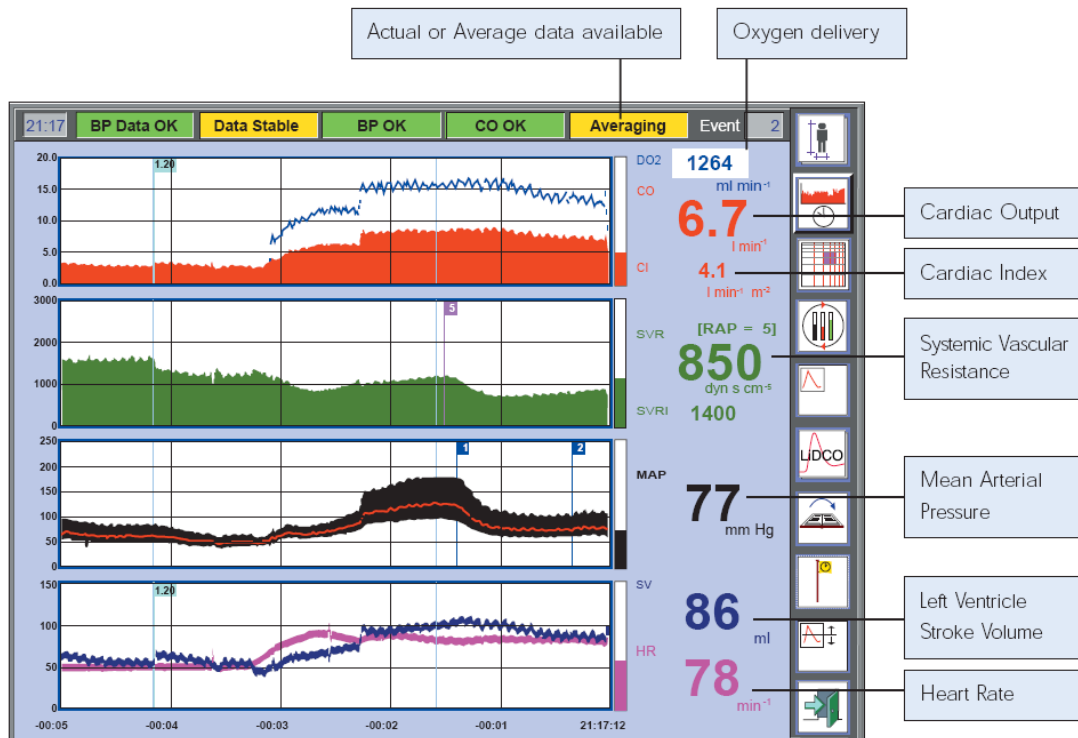 Actual or Average data available
Oxygen delivery
21:17 BP Data OK Data Stable BP OK CO OK Averaging Event 2
20.0
15.0
10.0
5.0
0.0
1.20
DO2 1264
ml min⁻¹
CO
6.7
l min⁻¹
CI 4.1
l min⁻¹ m⁻²
Cardiac Output
Cardiac Index
3000
2000
1000
0
5
SVR [RAP = 5]
850
dyn s cm⁻⁵
SVRI 1400
Systemic Vascular
Resistance
250
200
150
100
50
0
1
2
MAP
77
mm Hg
LiDCO
Mean Arterial
Pressure
150
100
50
0
1.20
SV
86
ml
HR
78
min⁻¹
Left Ventricle
Stroke Volume
Heart Rate
-00:05 -00:04 -00:03 -00:02 -00:01 21:17:12